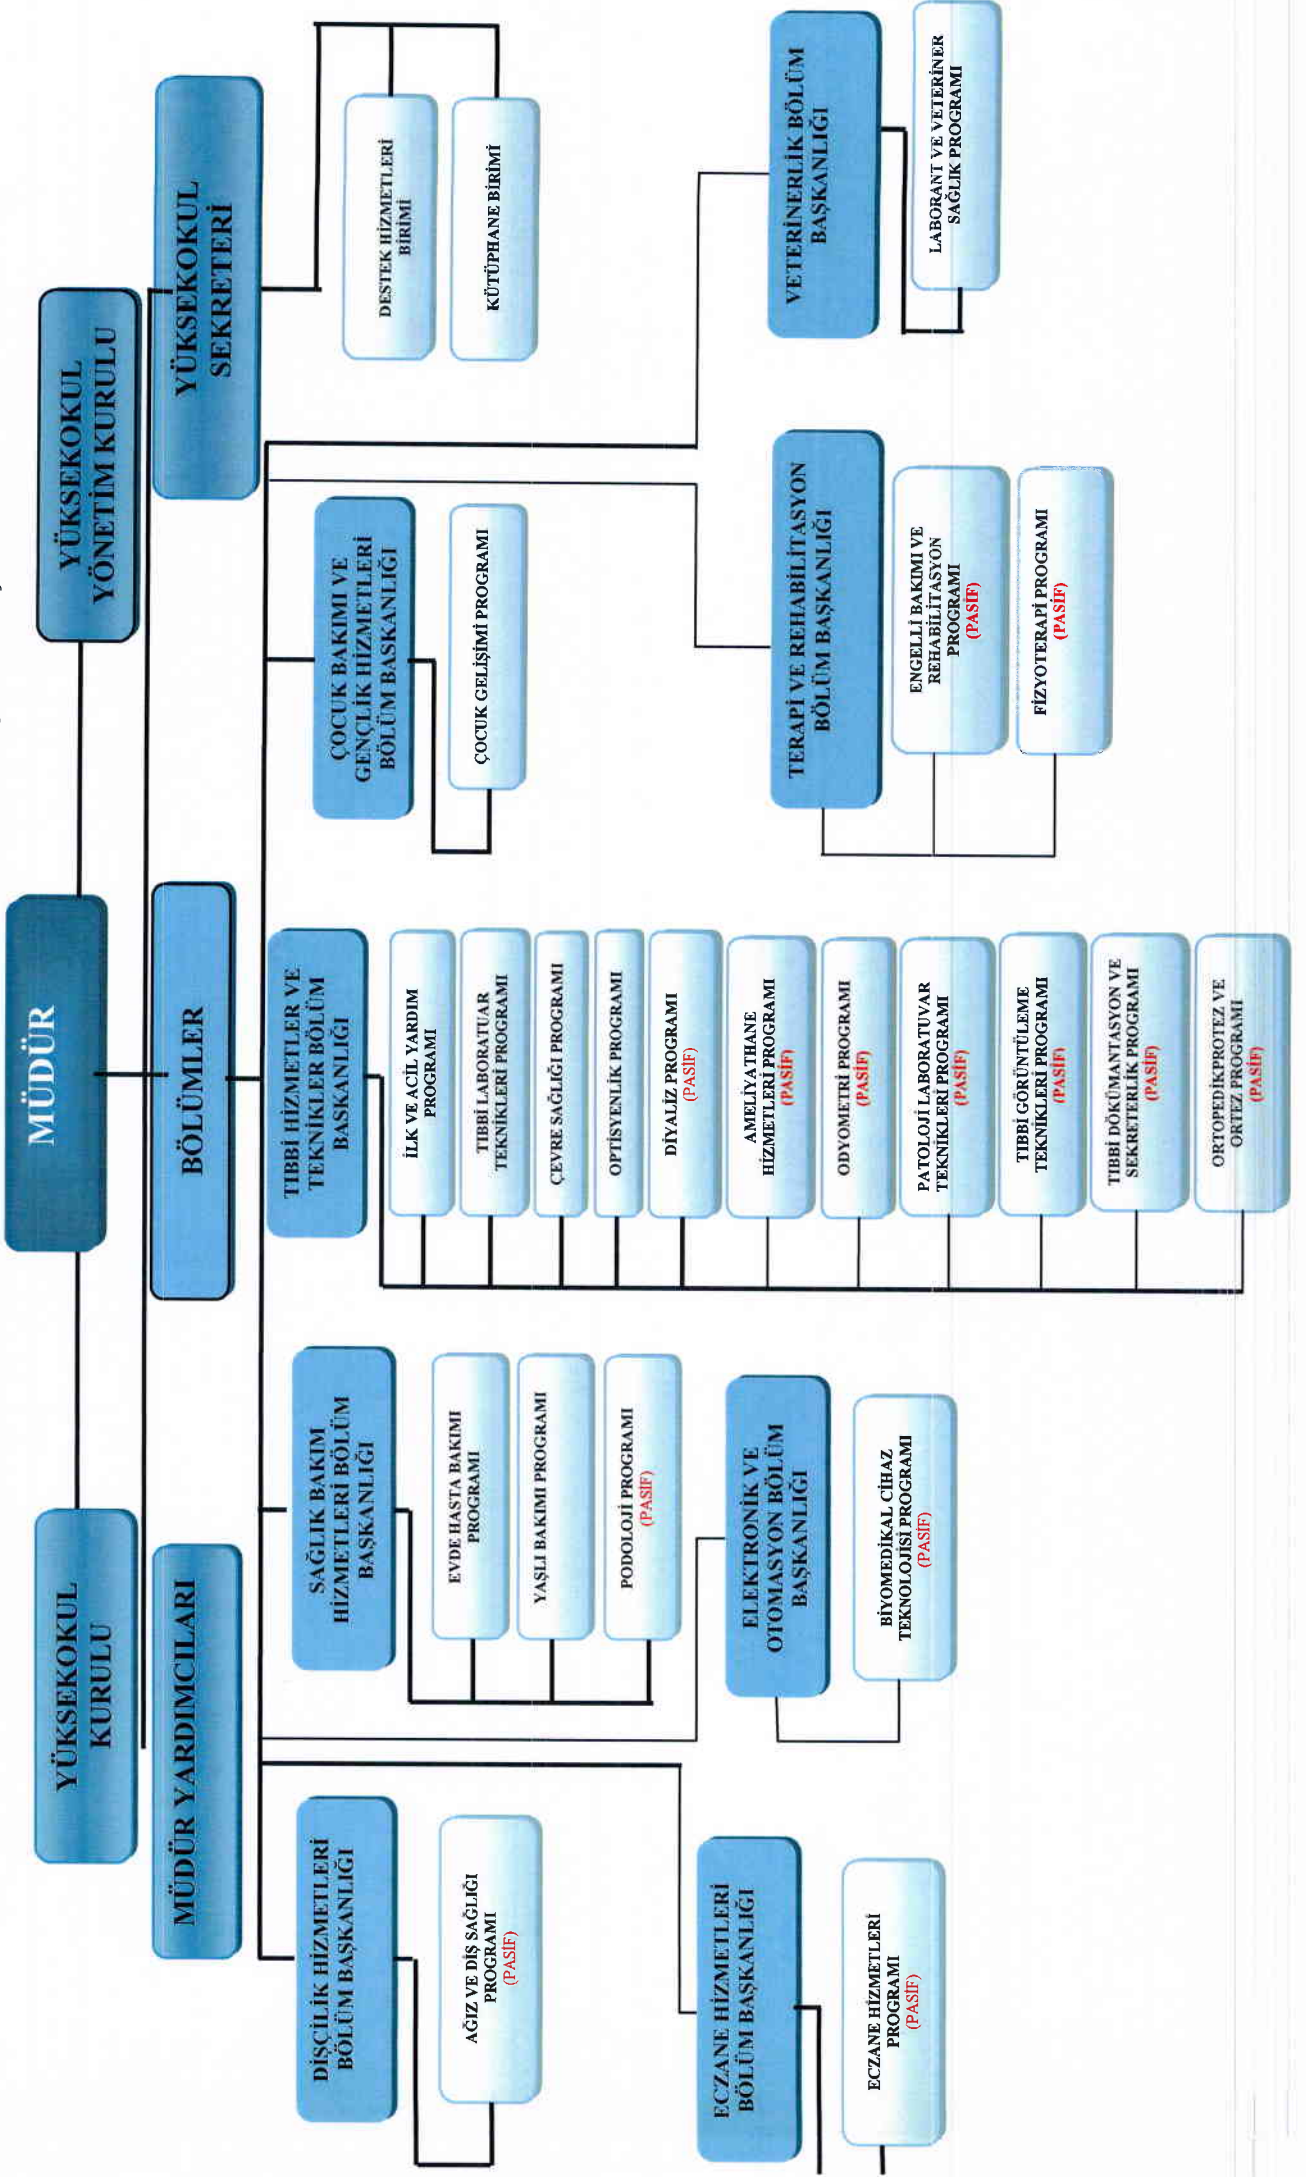 MÜDÜR
YÜKSEKOKUL
KURULU
YÜKSEKOKUL
YÖNETİM KURULU
MÜDÜR YARDIMCILARI
BÖLÜMLER
YÜKSEKOKUL
SEKRETERİ
DESTEK HİZMETLERİ
BİRİMİ
KÜTÜPHANE BİRİMİ
DİŞÇİLİK HİZMETLERİ
BÖLÜM BAŞKANLIĞI
AĞIZ VE DİŞ SAĞLIĞI
PROGRAMI
(PASİF)
SAĞLIK BAKIM
HİZMETLERİ BÖLÜM
BAŞKANLIĞI
EVDE HASTA BAKIMI
PROGRAMI
YAŞLI BAKIMI PROGRAMI
PODOLOJİ PROGRAMI
(PASİF)
TIBBİ HİZMETLER VE
TEKNİKLER BÖLÜM
BASKANLIĞI
İLK VE ACİL YARDIM
PROGRAMI
TIBBİ LABORATUAR
TEKNİKLERİ PROGRAMI
ÇEVRE SAĞLIĞI PROGRAMI
OPTİSYENLİK PROGRAMI
DİYALİZ PROGRAMI
(PASİF)
AMELİYATHANE
HİZMETLERİ PROGRAMI
(PASİF)
ODYOMETRİ PROGRAMI
(PASİF)
PATOLOJİ LABORATUVAR
TEKNİKLERİ PROGRAMI
(PASİF)
TIBBİ GÖRÜNTÜLEME
TEKNİKLERİ PROGRAMI
(PASİF)
TIBBİ DÖKÜMANTASYON VE
SEKRETERLİK PROGRAMI
(PASİF)
ORTOPEDİKPROTEZ VE
ORTEZ PROGRAMI
(PASİF)
ÇOCUK BAKIMI VE
GENÇLİK HİZMETLERİ
BÖLÜM BASKANLIĞI
ÇOCUK GELİŞİMİ PROGRAMI
ECZANE HİZMETLERİ
BÖLÜM BAŞKANLIĞI
ECZANE HİZMETLERİ
PROGRAMI
(PASİF)
ELEKTRONİK VE
OTOMASYON BÖLÜM
BAŞKANLIĞI
BİYOMEDİKAL CİHAZ
TEKNOLOJİSİ PROGRAMI
(PASİF)
TERAPİ VE REHABİLİTASYON
BÖLÜM BAŞKANLIĞI
ENGELLİ BAKIMI VE
REHABİLİTASYON
PROGRAMI
(PASİF)
FİZYOTERAPİ PROGRAMI
(PASİF)
VETERİNERLİK BÖLÜM
BAŞKANLIĞI
LABORANT VE VETERİNER
SAĞLIK PROGRAMI